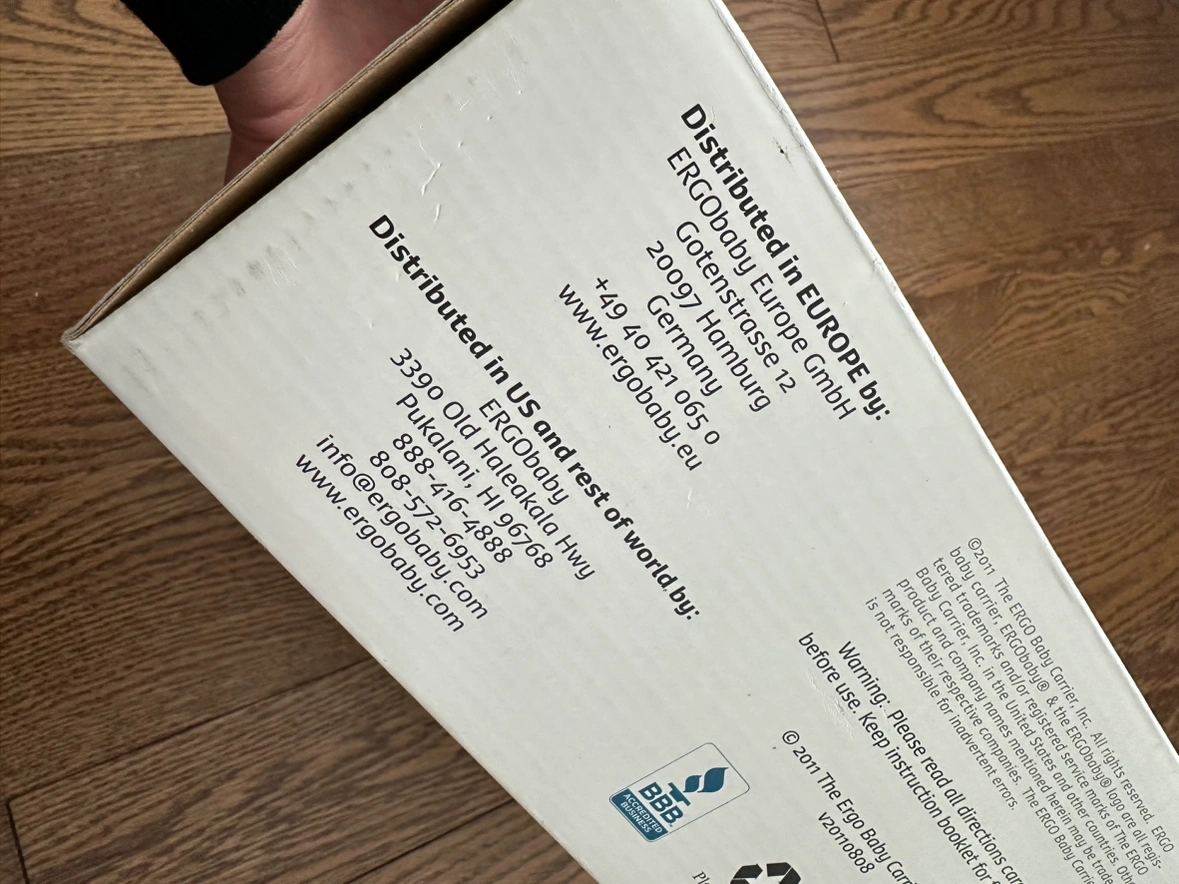 Distributed in EUROPE by:
ERGObaby Europe GmbH
Gotenstrasse 12
20097 Hamburg
Germany
+49 40 421 065 0
www.ergobaby.eu
Distributed in US and rest of world by:
ERGObaby
3390 Old Haleakala Hwy
Pukalani, HI 96768
888-416-4888
808-572-6953
info@ergobaby.com
www.ergobaby.com
©2011 The ERGO Baby Carrier, Inc. All rights reserved. ERGO
baby carrier, ERGObaby® & the ERGObaby® logo are all regis-
tered trademarks and/or registered service marks of The ERGO
Baby Carrier, Inc. in the United States and other countries.
product and company names mentioned herein may be
marks of their respective companies. The ERGO Baby
is not responsible for inadvertent errors.
Warning: Please read all directions
before use. Keep instruction booklet for
© 2011 The Ergo Baby
v20110808
BBB
ACCREDITED
BUSINESS